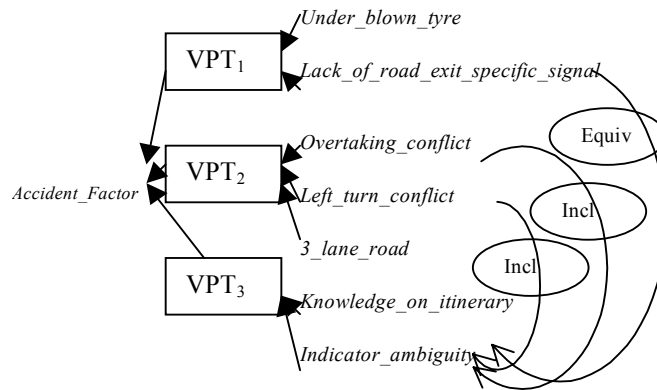 Under_blown_tyre
VPT1
Lack_of_road_exit_specific_signal
Equiv
Overtaking_conflict
VPT2
Accident_Factor
Left_turn_conflict
Incl
3_lane_road
Incl
VPT3
Knowledge_on_itinerary
Indicator_ambiguity